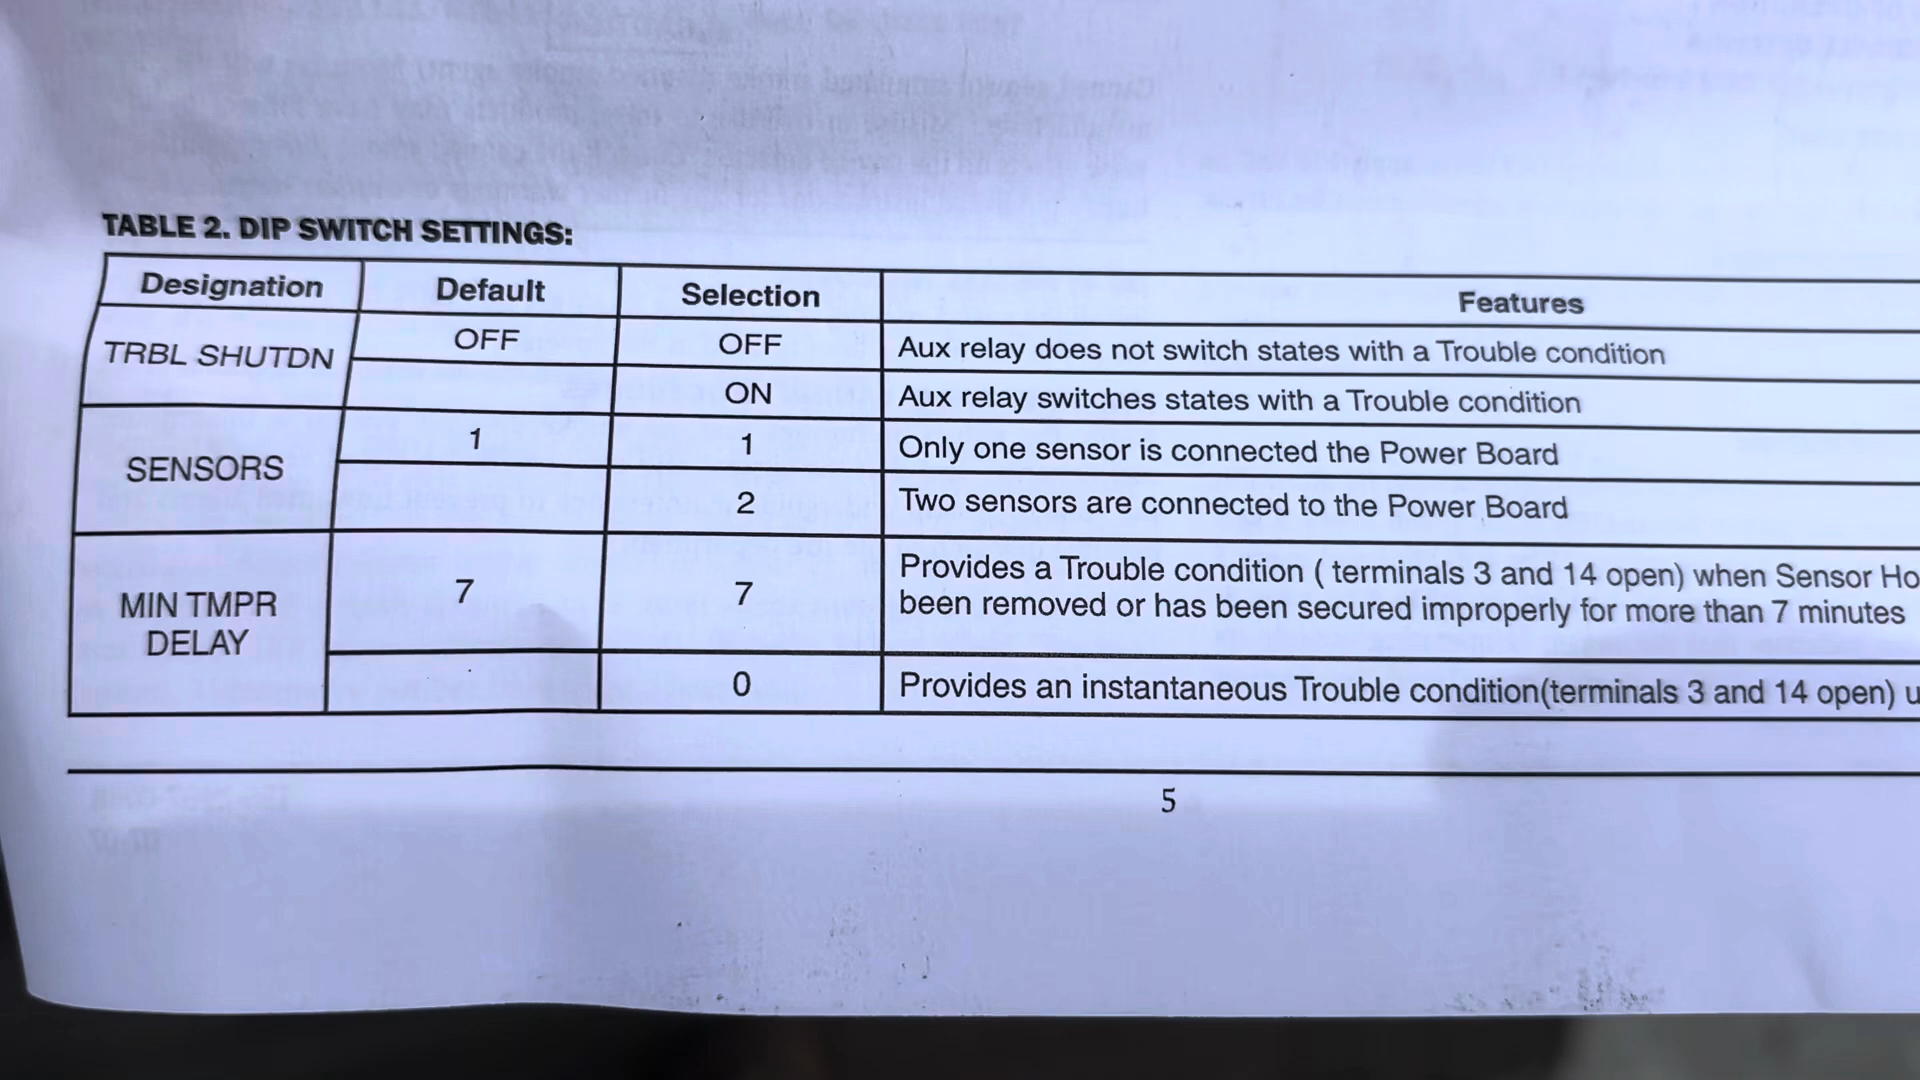 TABLE 2. DIP SWITCH SETTINGS:
Designation Default Selection Features
TRBL SHUTDN OFF OFF Aux relay does not switch states with a Trouble condition
ON Aux relay switches states with a Trouble condition
SENSORS 1 1 Only one sensor is connected the Power Board
2 Two sensors are connected to the Power Board
MIN TMPR DELAY 7 7 Provides a Trouble condition ( terminals 3 and 14 open) when Sensor Ho
been removed or has been secured improperly for more than 7 minutes
0 Provides an instantaneous Trouble condition(terminals 3 and 14 open) u
5